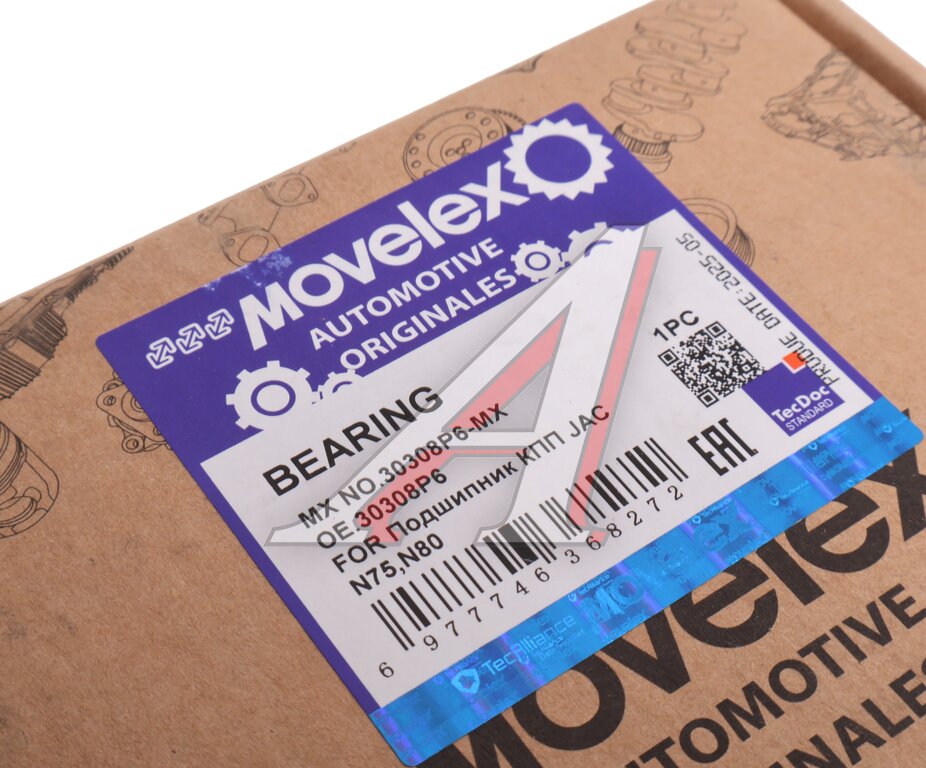 Movelex
AUTOMOTIVE
ORIGINALES
BEARING
MX NO.30308P6-MX
OE.30308P6
FOR Подшипник КПП JAC
N75,N80
6 977746 368272
1PC
PRUDUE DATE:2025-05
TecDoc
STANDARD
EAC
TecAlliance
Movelex
AUTOMOTIVE
ORIGINALES